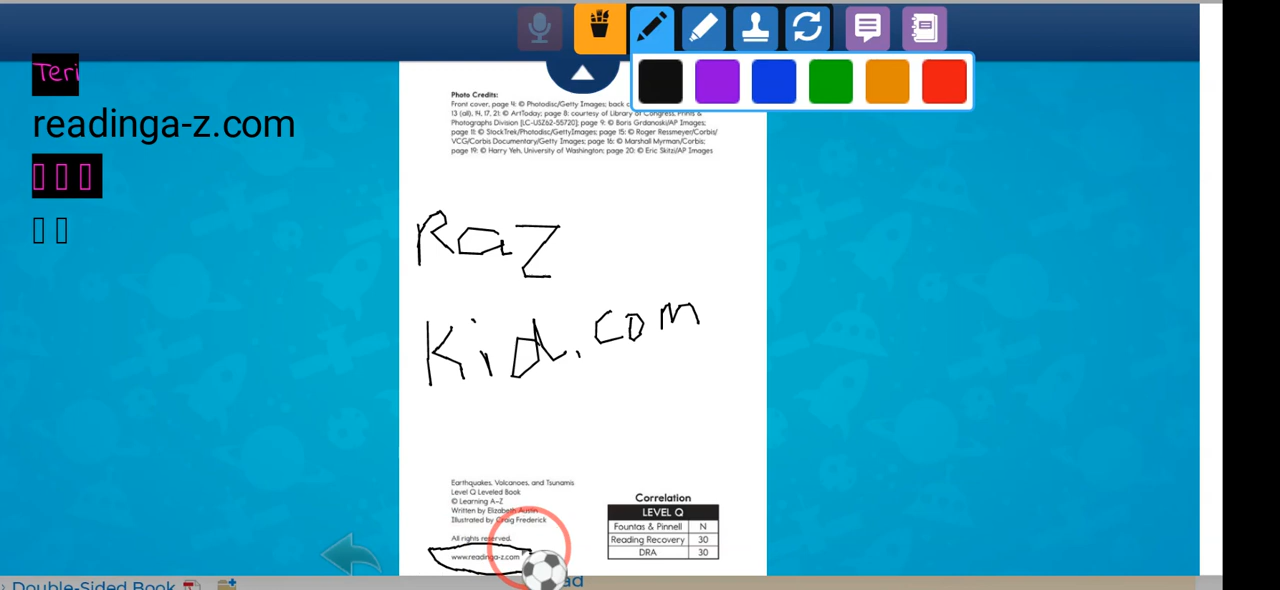 Teri
readinga-z.com
Photo Credits:
Front cover, page 4: © Photodisc/Getty Images; back c
13 (all), 14, 17, 21: © ArtToday; page 8: courtesy of Library of Congress, Prints &
Photographs Division [LC-USZ62-55720]; page 9: © Boris Grdanoski/AP Images;
page 11: © StockTrek/Photodisc/GettyImages; page 15: © Roger Ressmeyer/Corbis/
VCG/Corbis Documentary/Getty Images; page 16: © Marshall Myrman/Corbis;
page 19: © Harry Yeh, University of Washington; page 20: © Eric Skitzi/AP Images
Raz
Kid.com
Earthquakes, Volcanoes, and Tsunamis
Level Q Leveled Book
© Learning A–Z
Written by Elizabeth Austin
Illustrated by Craig Frederick
All rights reserved.
www.readinga-z.com
Correlation
LEVEL Q
Fountas & Pinnell N
Reading Recovery 30
DRA 30
Double-Sided Book
ad